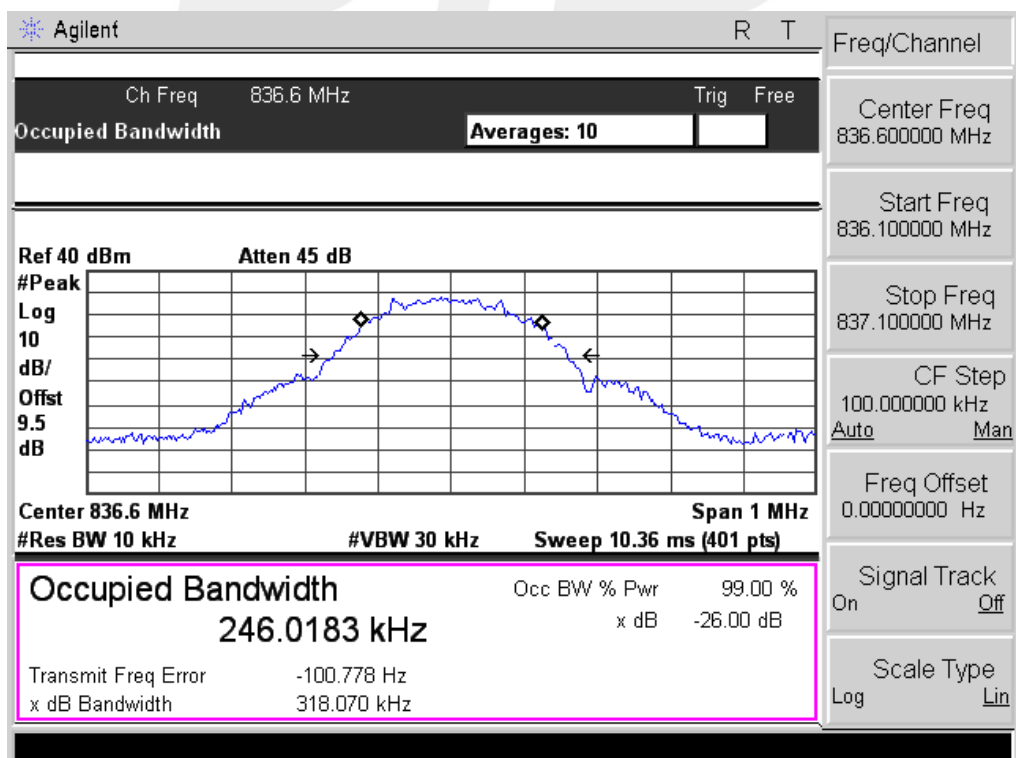 Agilent R T
Ch Freq 836.6 MHz Trig Free
Occupied Bandwidth Averages: 10
Ref 40 dBm Atten 45 dB
#Peak
Log
10
dB/
Offst
9.5
dB
Center 836.6 MHz Span 1 MHz
#Res BW 10 kHz #VBW 30 kHz Sweep 10.36 ms (401 pts)
Occupied Bandwidth Occ BW % Pwr 99.00 %
246.0183 kHz x dB -26.00 dB
Transmit Freq Error -100.778 Hz
x dB Bandwidth 318.070 kHz
Freq/Channel
Center Freq
836.600000 MHz
Start Freq
836.100000 MHz
Stop Freq
837.100000 MHz
CF Step
100.000000 kHz
Auto Man
Freq Offset
0.00000000 Hz
Signal Track
On Off
Scale Type
Log Lin